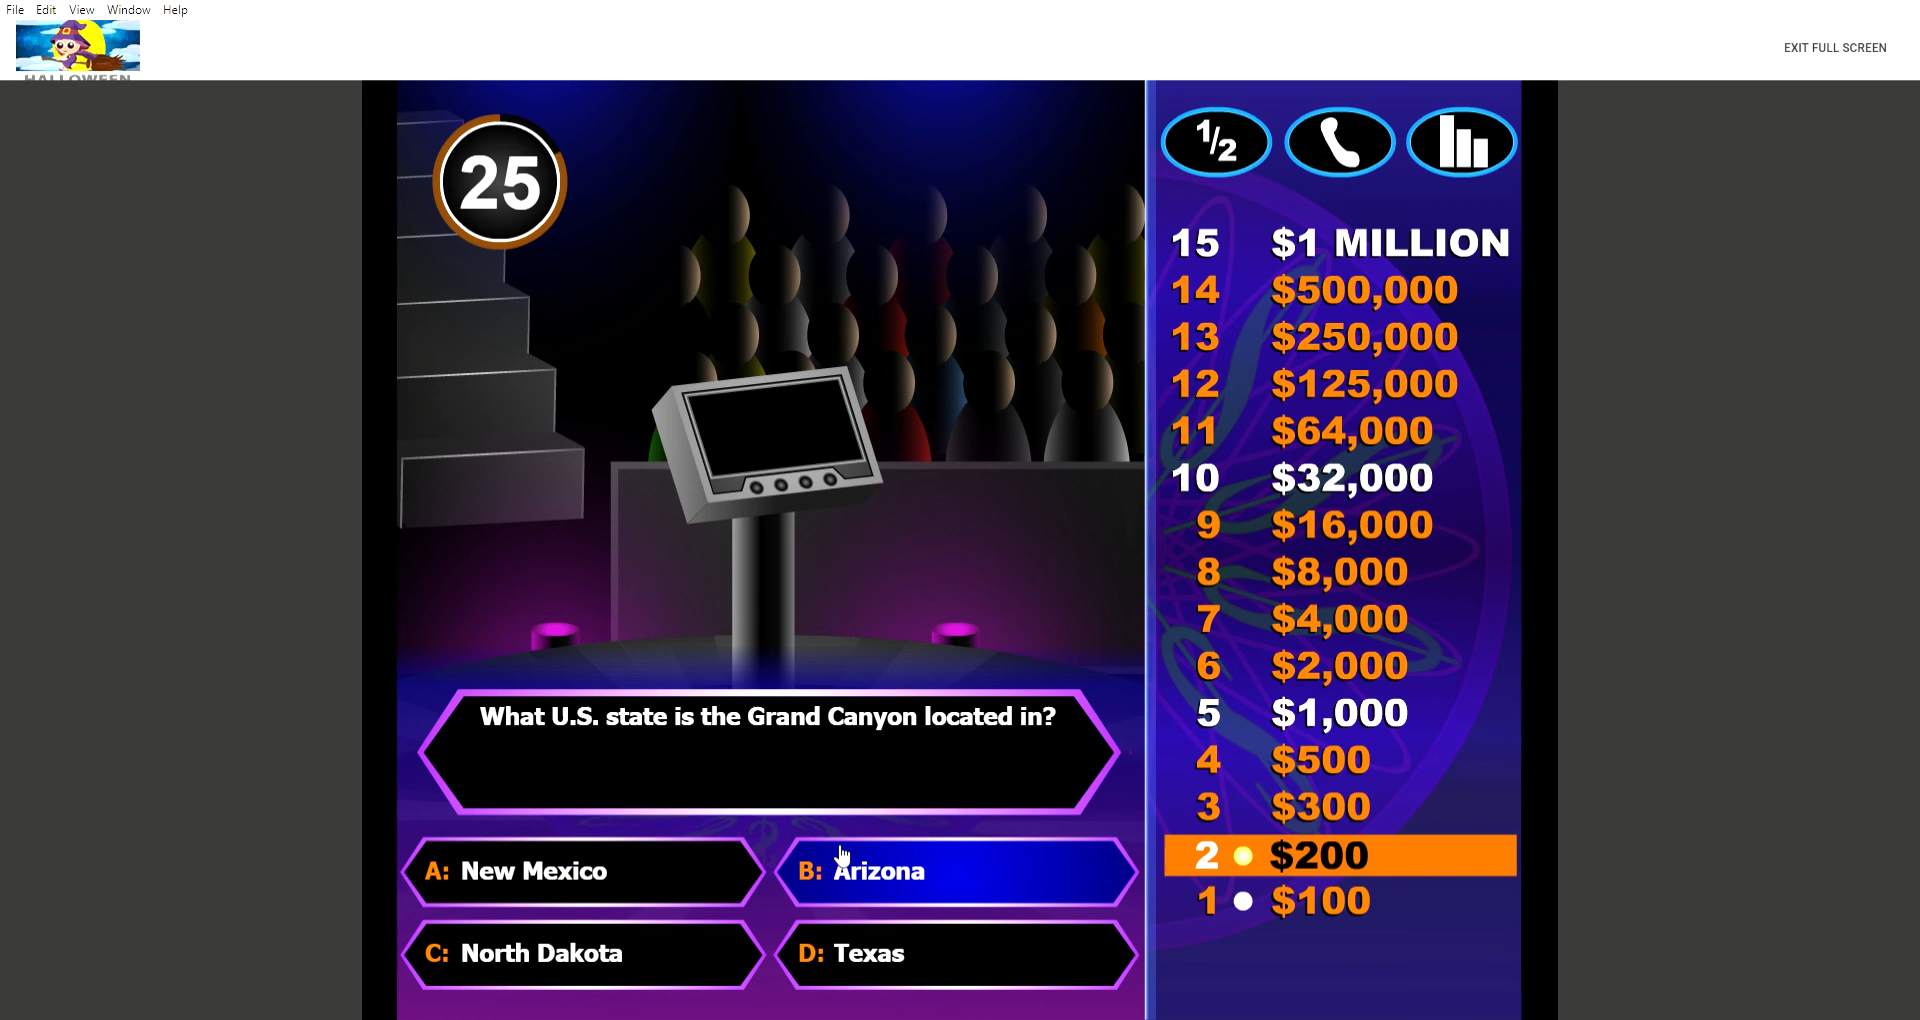 File Edit View Window Help
HALLOWEEN
EXIT FULL SCREEN
25
1/2
15 $1 MILLION
14 $500,000
13 $250,000
12 $125,000
11 $64,000
10 $32,000
9 $16,000
8 $8,000
7 $4,000
6 $2,000
5 $1,000
4 $500
3 $300
2 $200
1 $100
What U.S. state is the Grand Canyon located in?
A: New Mexico
B: Arizona
C: North Dakota
D: Texas